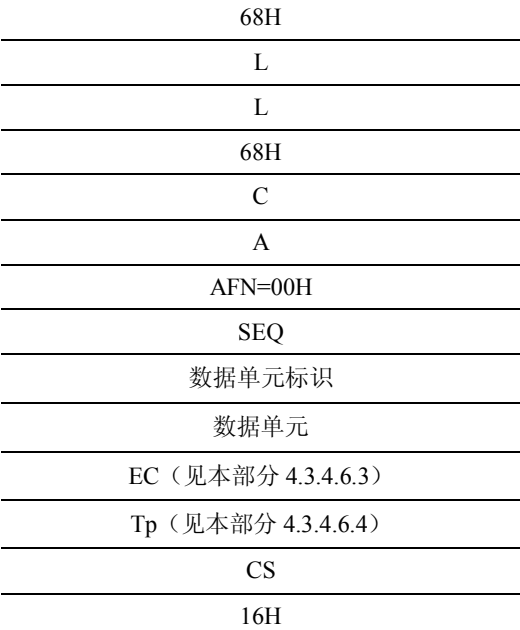 68H
L
L
68H
C
A
AFN=00H
SEQ
数据单元标识
数据单元
EC（见本部分 4.3.4.6.3）
Tp（见本部分 4.3.4.6.4）
CS
16H